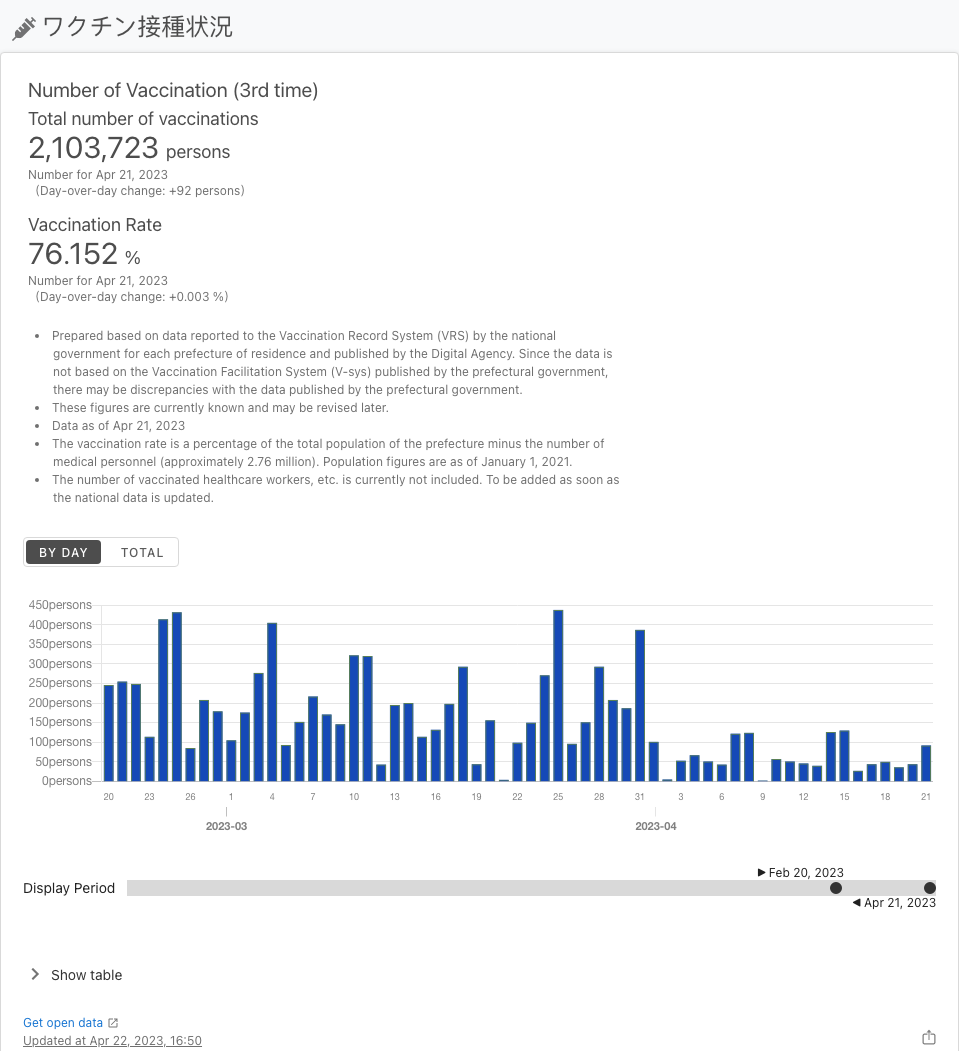 ワクチン接種状況
Number of Vaccination (3rd time)
Total number of vaccinations
2,103,723 persons
Number for Apr 21, 2023
(Day-over-day change: +92 persons)
Vaccination Rate
76.152 %
Number for Apr 21, 2023
(Day-over-day change: +0.003 %)
• Prepared based on data reported to the Vaccination Record System (VRS) by the national
government for each prefecture of residence and published by the Digital Agency. Since the data is
not based on the Vaccination Facilitation System (V-sys) published by the prefectural government,
there may be discrepancies with the data published by the prefectural government.
• These figures are currently known and may be revised later.
• Data as of Apr 21, 2023
• The vaccination rate is a percentage of the total population of the prefecture minus the number of
medical personnel (approximately 2.76 million). Population figures are as of January 1, 2021.
• The number of vaccinated healthcare workers, etc. is currently not included. To be added as soon as
the national data is updated.
BY DAY TOTAL
450persons
400persons
350persons
300persons
250persons
200persons
150persons
100persons
50persons
0persons
20 23 26 1 4 7 10 13 16 19 22 25 28 31 3 6 9 12 15 18 21
2023-03 2023-04
▶ Feb 20, 2023
Display Period
◀ Apr 21, 2023
Show table
Get open data
Updated at Apr 22, 2023, 16:50